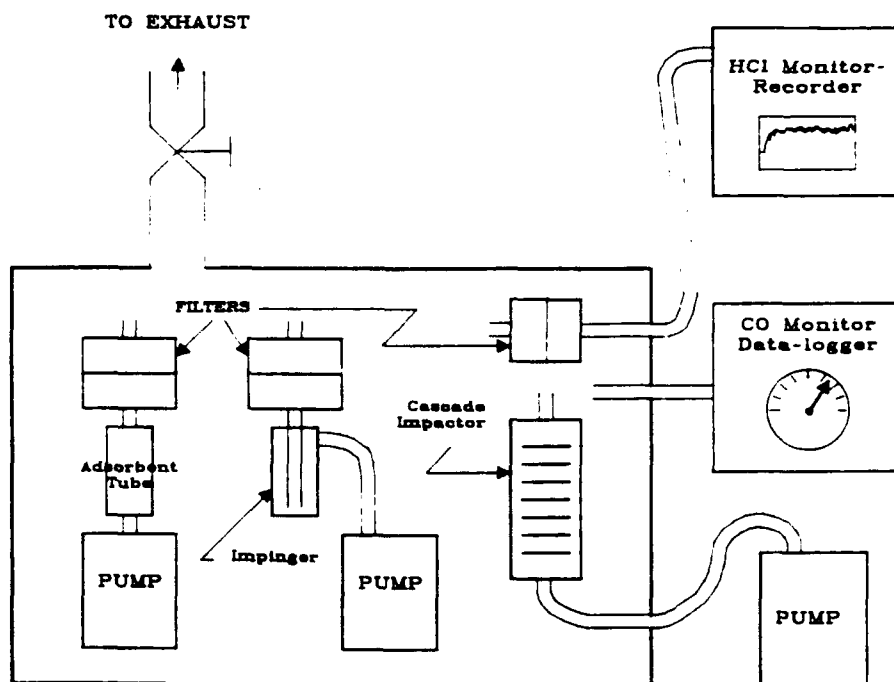 TO EXHAUST
HCl Monitor-
Recorder
FILTERS
CO Monitor
Data-logger
Cascade
Impactor
Adsorbent
Tube
Impinger
PUMP
PUMP
PUMP